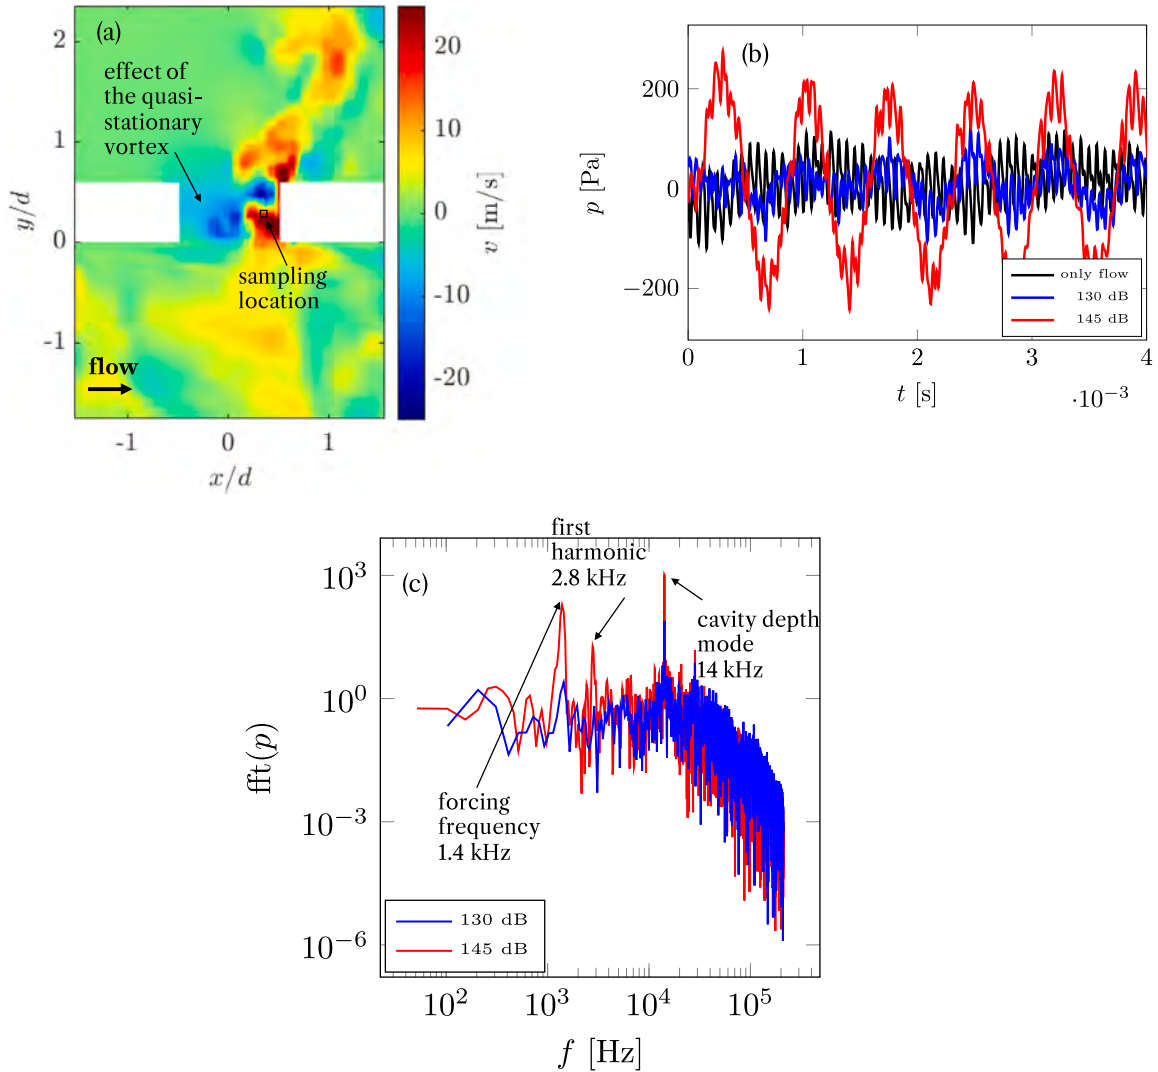 (a)
effect of
the quasi-
stationary
vortex
sampling
location
flow
2
1
0
-1
y/d
-1
0
1
x/d
20
10
0
-10
-20
v [m/s]
(b)
200
0
−200
p [Pa]
only flow
130 dB
145 dB
0
1
2
3
4
t [s]
·10⁻³
first
harmonic
2.8 kHz
(c)
cavity depth
mode
14 kHz
forcing
frequency
1.4 kHz
10³
10⁰
10⁻³
10⁻⁶
fft(p)
130 dB
145 dB
10²
10³
10⁴
10⁵
f [Hz]